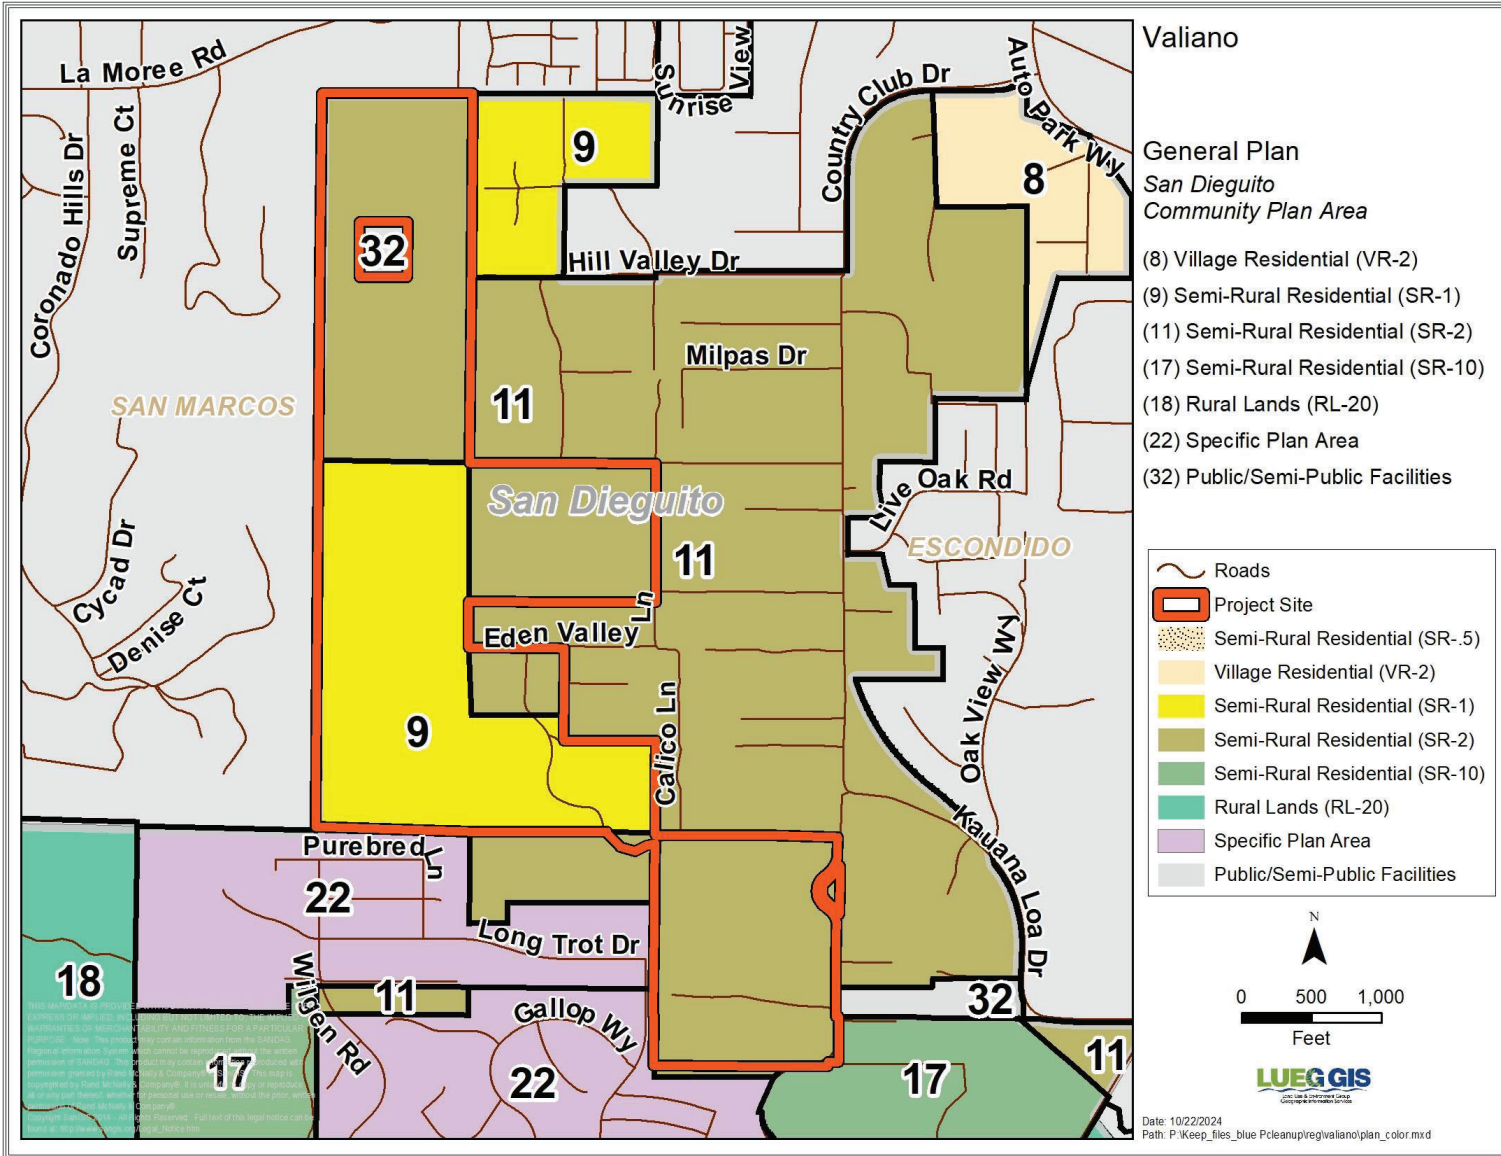 Valiano
General Plan
San Dieguito
Community Plan Area
(8) Village Residential (VR-2)
(9) Semi-Rural Residential (SR-1)
(11) Semi-Rural Residential (SR-2)
(17) Semi-Rural Residential (SR-10)
(18) Rural Lands (RL-20)
(22) Specific Plan Area
(32) Public/Semi-Public Facilities
Roads
Project Site
Semi-Rural Residential (SR-.5)
Village Residential (VR-2)
Semi-Rural Residential (SR-1)
Semi-Rural Residential (SR-2)
Semi-Rural Residential (SR-10)
Rural Lands (RL-20)
Specific Plan Area
Public/Semi-Public Facilities
N
0 500 1,000
Feet
LUEG GIS
Land Use & Environment Group
Geographic Information Services
Date: 10/22/2024
La Moree Rd
Supreme Ct
Coronado Hills Dr
SAN MARCOS
Cycad Dr
Denise Ct
Sunrise View
Country Club Dr
Auto Park Wy
9
8
32
Hill Valley Dr
Milpas Dr
11
San Dieguito
11
Live Oak Rd
ESCONDIDO
Eden Valley Ln
9
Calico Ln
Oak View Wy
Kauana Loa Dr
Purebred Ln
22
Long Trot Dr
18
Wilgen Rd
11
Gallop Wy
32
17
22
17
11